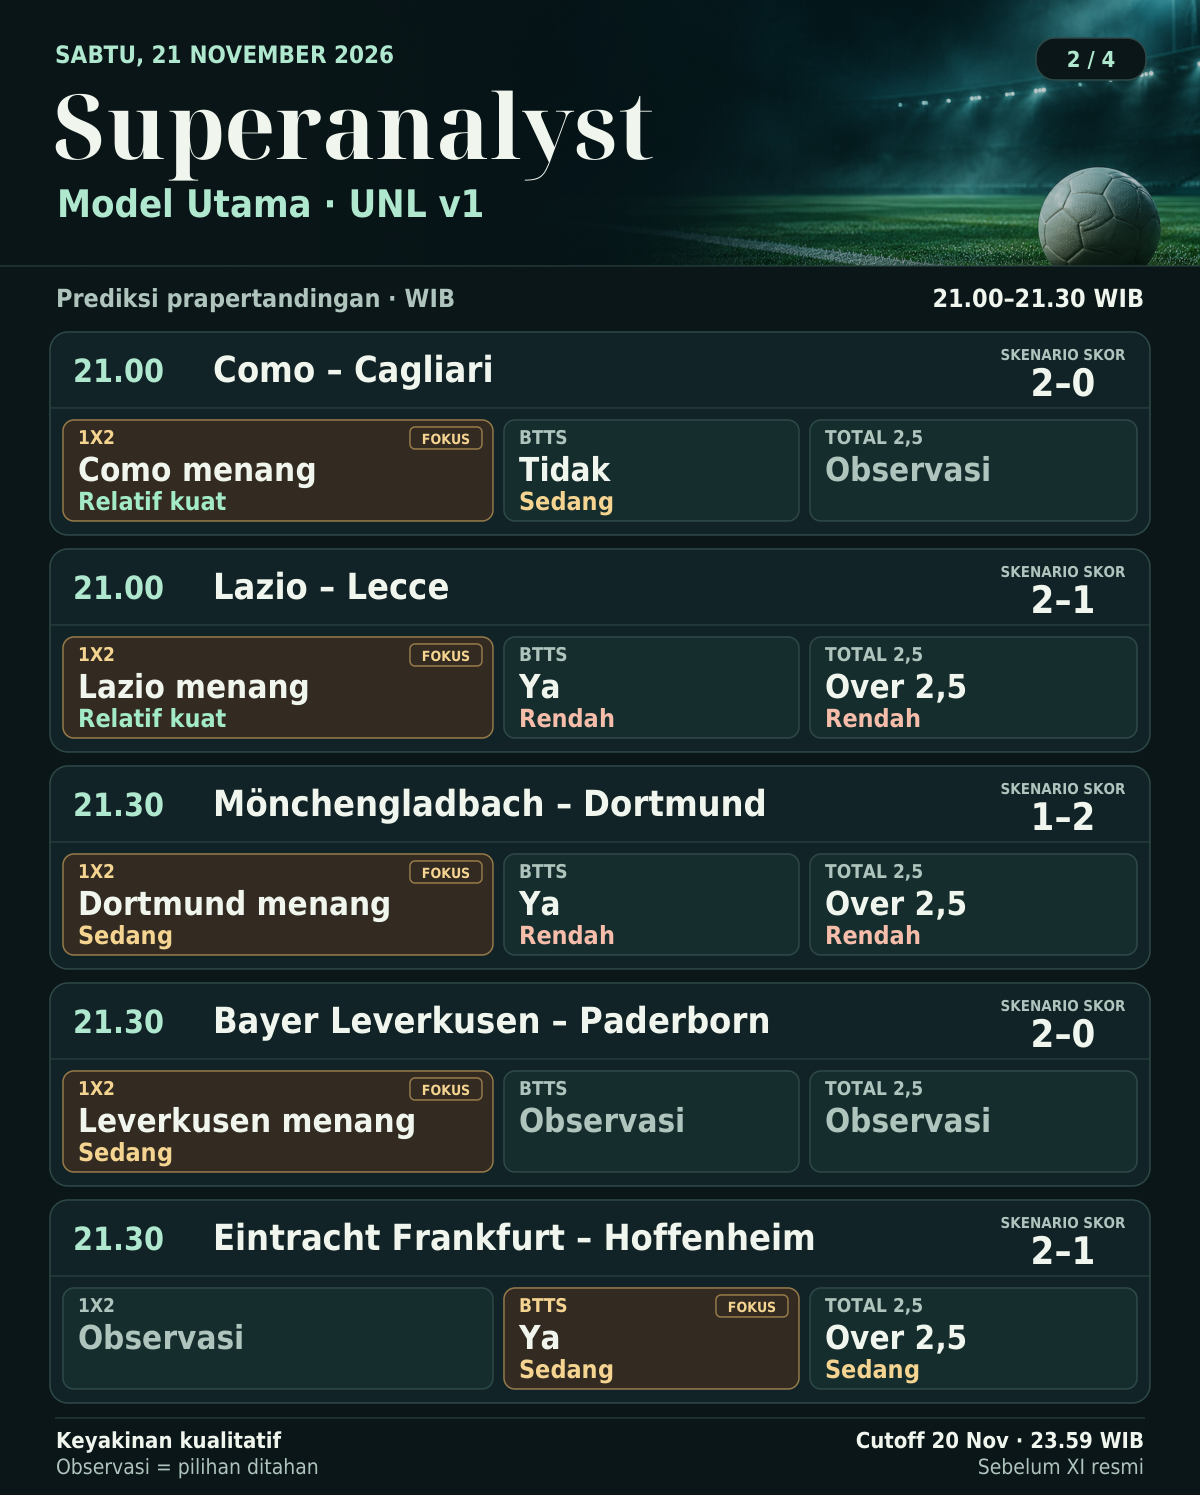 SABTU, 21 NOVEMBER 2026
2 / 4
Superanalyst
Model Utama · UNL v1
Prediksi prapertandingan · WIB
21.00–21.30 WIB
21.00
Como – Cagliari
SKENARIO SKOR
2–0
1X2
FOKUS
Como menang
Relatif kuat
BTTS
Tidak
Sedang
TOTAL 2,5
Observasi
21.00
Lazio – Lecce
SKENARIO SKOR
2–1
1X2
FOKUS
Lazio menang
Relatif kuat
BTTS
Ya
Rendah
TOTAL 2,5
Over 2,5
Rendah
21.30
Mönchengladbach – Dortmund
SKENARIO SKOR
1–2
1X2
FOKUS
Dortmund menang
Sedang
BTTS
Ya
Rendah
TOTAL 2,5
Over 2,5
Rendah
21.30
Bayer Leverkusen – Paderborn
SKENARIO SKOR
2–0
1X2
FOKUS
Leverkusen menang
Sedang
BTTS
Observasi
TOTAL 2,5
Observasi
21.30
Eintracht Frankfurt – Hoffenheim
SKENARIO SKOR
2–1
1X2
Observasi
BTTS
FOKUS
Ya
Sedang
TOTAL 2,5
Over 2,5
Sedang
Keyakinan kualitatif
Observasi = pilihan ditahan
Cutoff 20 Nov · 23.59 WIB
Sebelum XI resmi